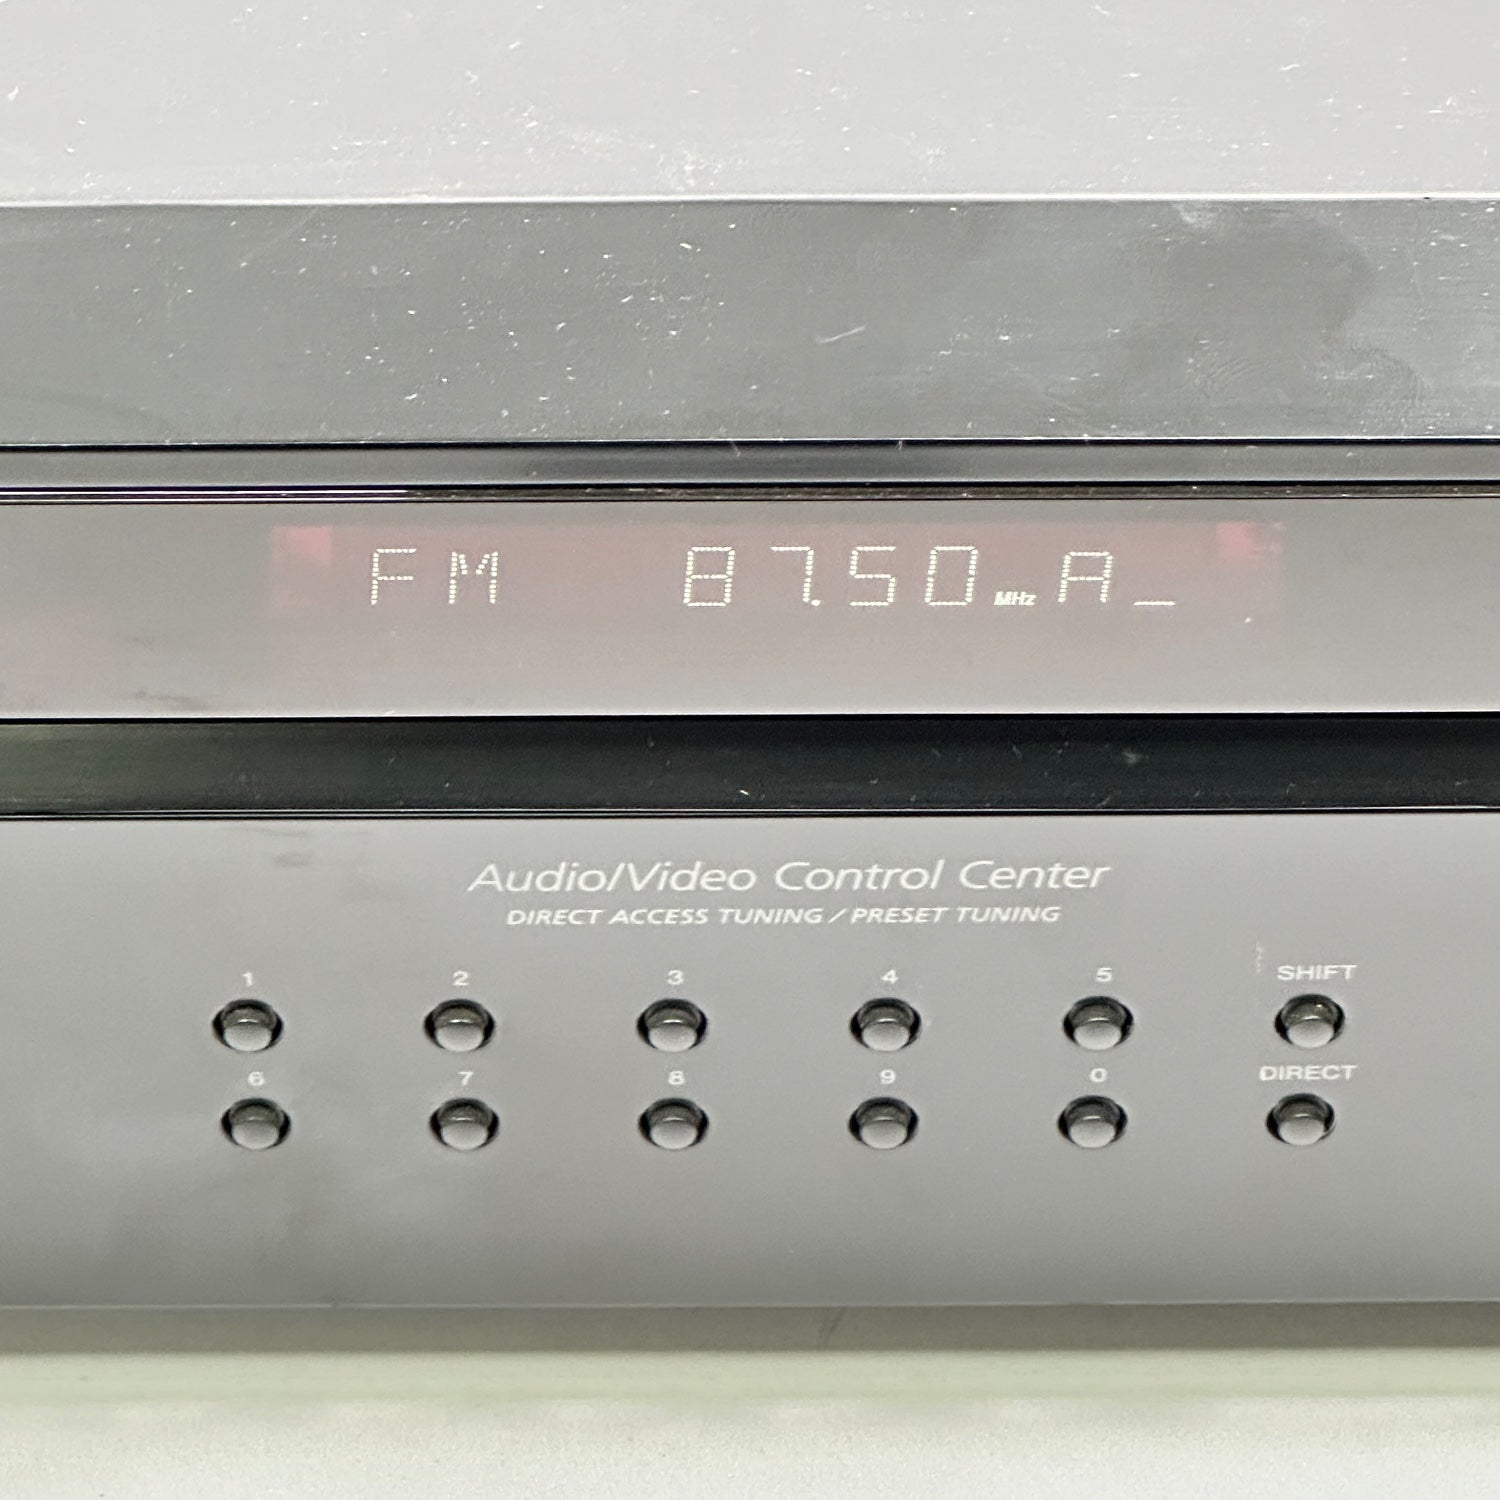 FM 87.50 MHz A_
Audio/Video Control Center
DIRECT ACCESS TUNING / PRESET TUNING
1 2 3 4 5 SHIFT
6 7 8 9 0 DIRECT